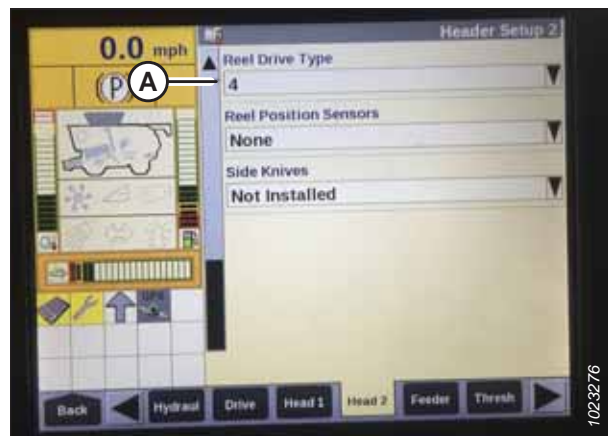 0.0 mph
Header Setup 2
Reel Drive Type
(P)
A
4
Reel Position Sensors
None
Side Knives
Not Installed
GPS
Back
Hydraul
Drive
Head 1
Head 2
Feeder
Thresh
1023276